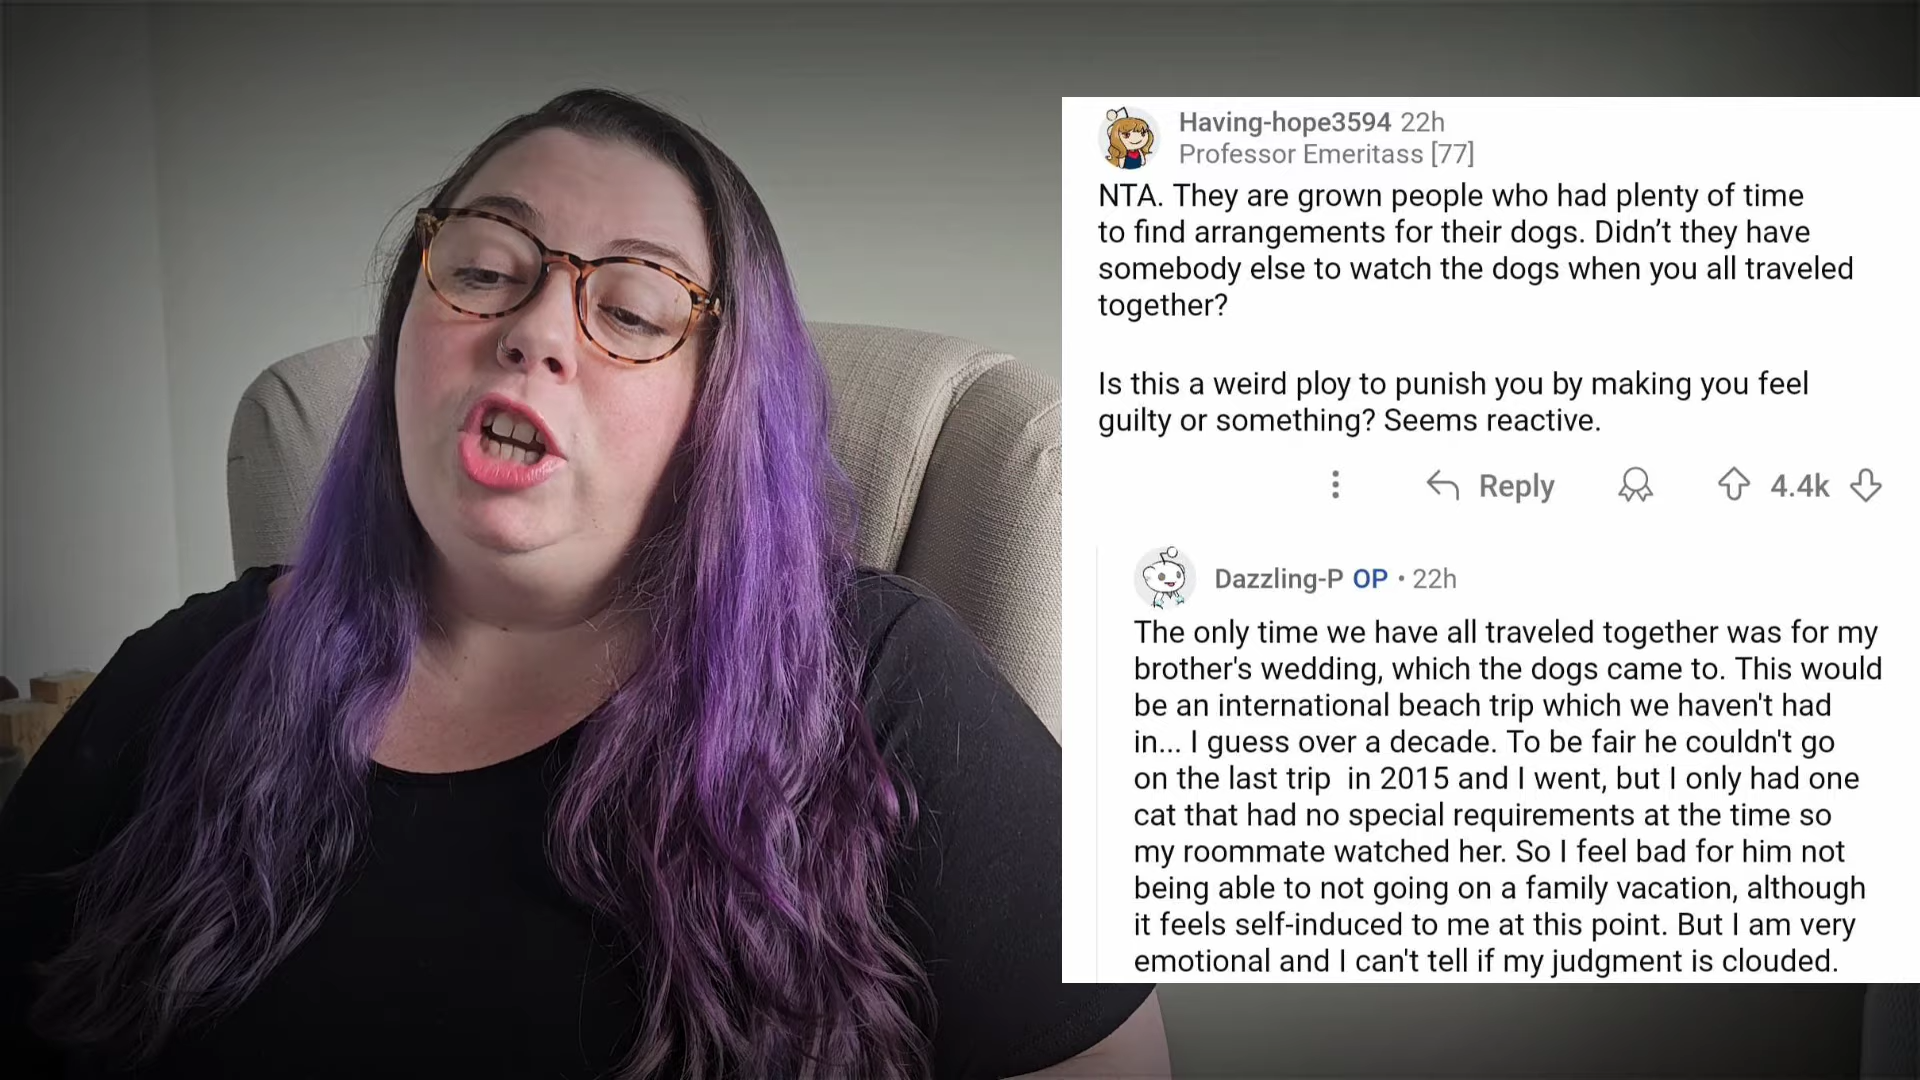 Having-hope3594 22h
Professor Emeritass [77]
NTA. They are grown people who had plenty of time
to find arrangements for their dogs. Didn’t they have
somebody else to watch the dogs when you all traveled
together?
Is this a weird ploy to punish you by making you feel
guilty or something? Seems reactive.
Reply 4.4k
Dazzling-P OP • 22h
The only time we have all traveled together was for my
brother's wedding, which the dogs came to. This would
be an international beach trip which we haven't had
in... I guess over a decade. To be fair he couldn't go
on the last trip in 2015 and I went, but I only had one
cat that had no special requirements at the time so
my roommate watched her. So I feel bad for him not
being able to not going on a family vacation, although
it feels self-induced to me at this point. But I am very
emotional and I can't tell if my judgment is clouded.